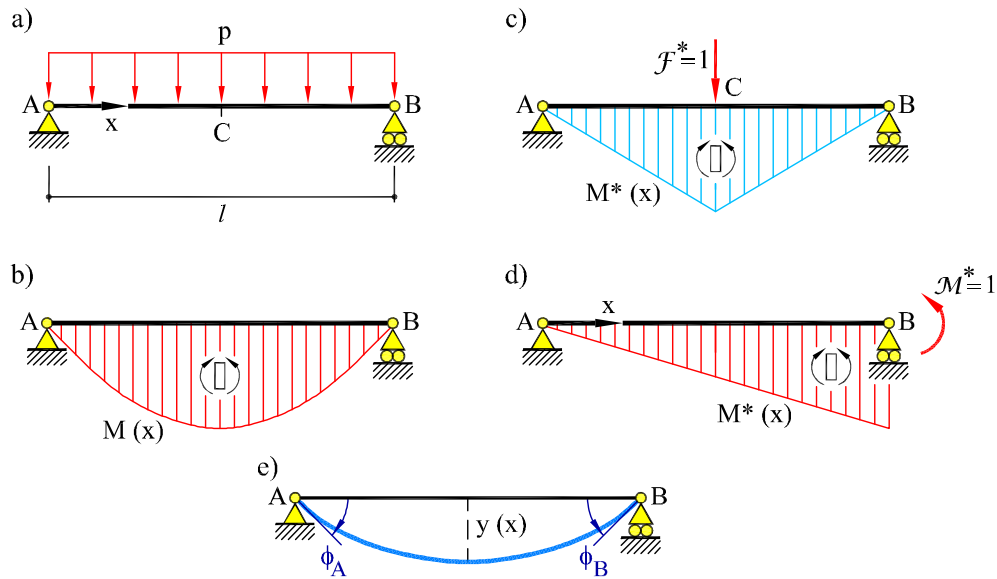 a)
p
A
B
x
C
l
b)
A
B
M (x)
c)
ℱ*=1
C
A
B
M* (x)
d)
x
ℳ*=1
A
B
M* (x)
e)
A
B
y (x)
ϕA
ϕB